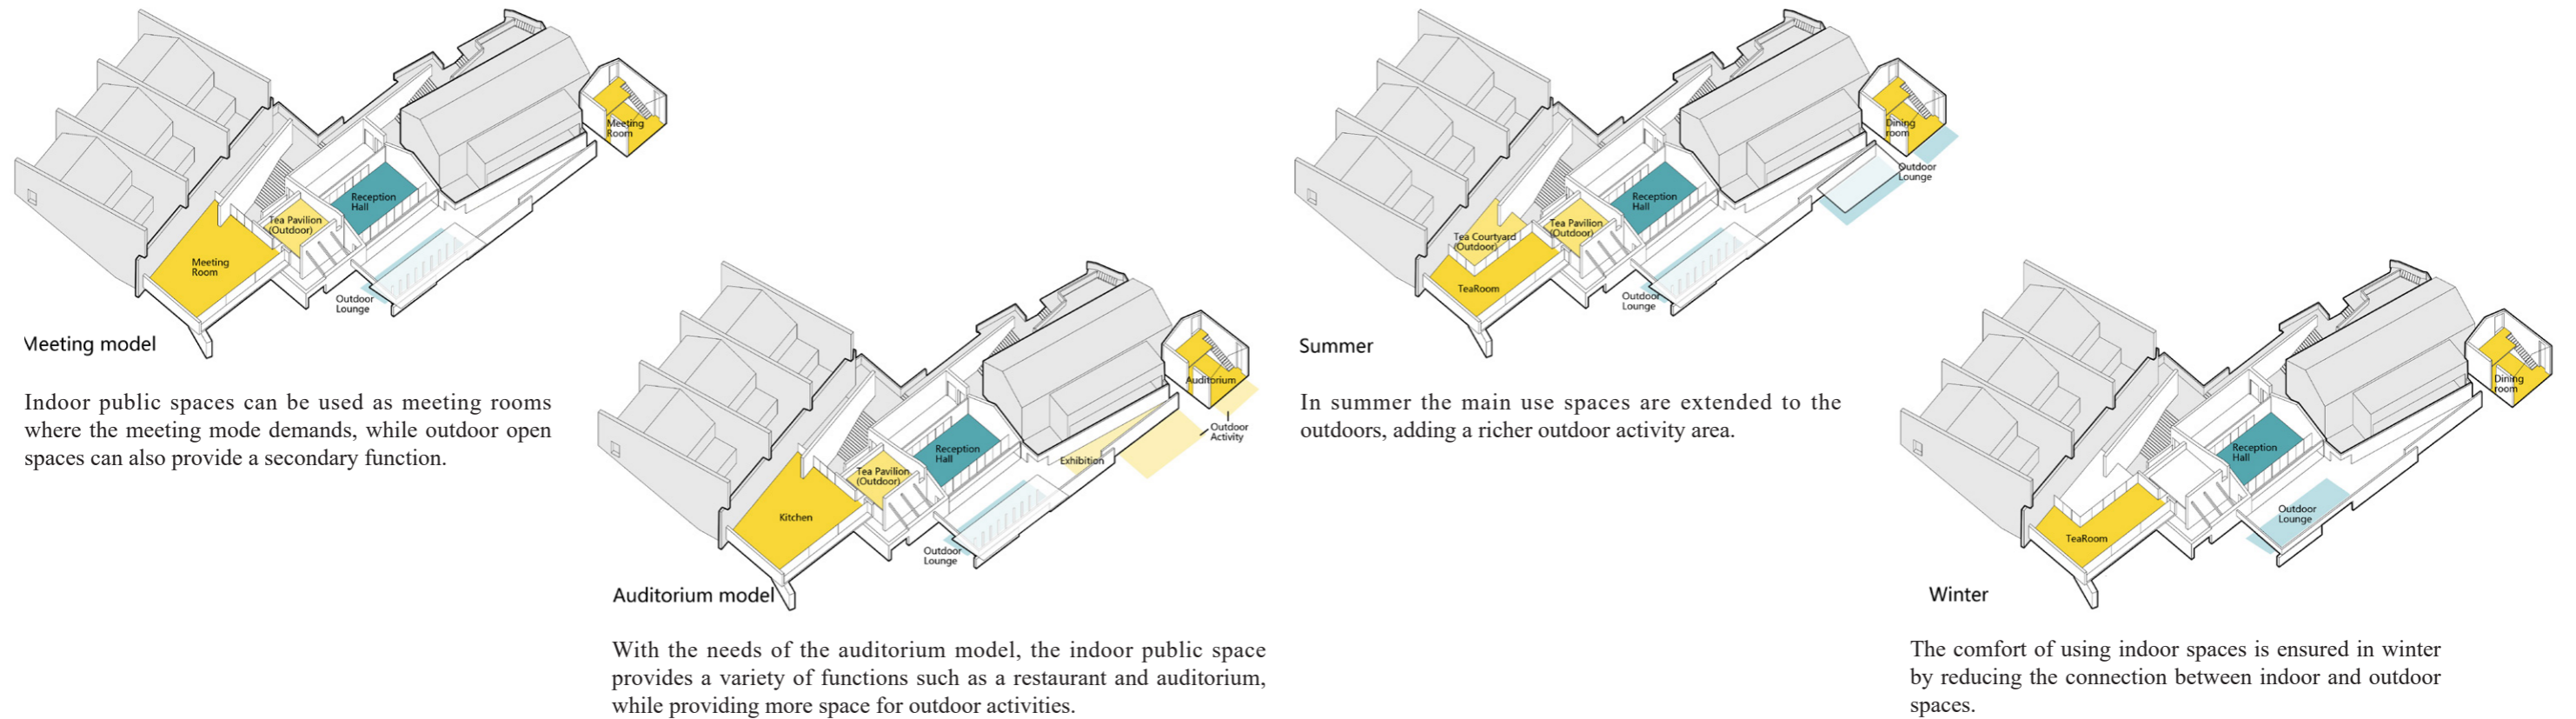 Meeting
Room
Reception
Hall
Tea Pavilion
(Outdoor)
Meeting
Room
Outdoor
Lounge
Meeting model
Indoor public spaces can be used as meeting rooms
where the meeting mode demands, while outdoor open
spaces can also provide a secondary function.
Auditorium
Outdoor
Activity
Reception
Hall
Exhibition
Tea Pavilion
(Outdoor)
Kitchen
Outdoor
Lounge
Auditorium model
With the needs of the auditorium model, the indoor public space
provides a variety of functions such as a restaurant and auditorium,
while providing more space for outdoor activities.
Dining
room
Outdoor
Lounge
Reception
Hall
Tea Pavilion
(Outdoor)
Tea Courtyard
(Outdoor)
TeaRoom
Outdoor
Lounge
Summer
In summer the main use spaces are extended to the
outdoors, adding a richer outdoor activity area.
Dining
room
Reception
Hall
Outdoor
Lounge
TeaRoom
Winter
The comfort of using indoor spaces is ensured in winter
by reducing the connection between indoor and outdoor
spaces.